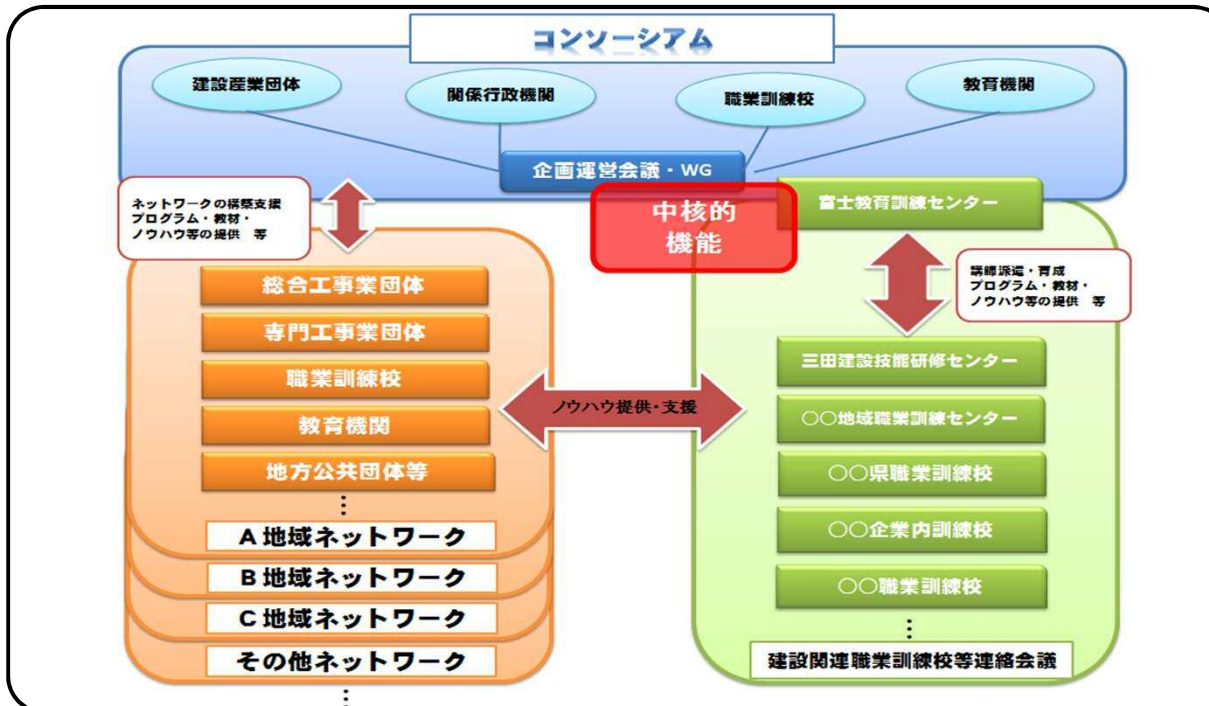 コンソーシアム
建設産業団体
関係行政機関
職業訓練校
教育機関
企画運営会議・WG
中核的
機能
富士教育訓練センター
ネットワークの構築支援
プログラム・教材・
ノウハウ等の提供 等
講師派遣・育成
プログラム・教材・
ノウハウ等の提供 等
総合工事業団体
専門工事業団体
職業訓練校
教育機関
地方公共団体等
⋮
A地域ネットワーク
B地域ネットワーク
C地域ネットワーク
その他ネットワーク
⋮
ノウハウ提供・支援
三田建設技能研修センター
〇〇地域職業訓練センター
〇〇県職業訓練校
〇〇企業内訓練校
〇〇職業訓練校
⋮
建設関連職業訓練校等連絡会議